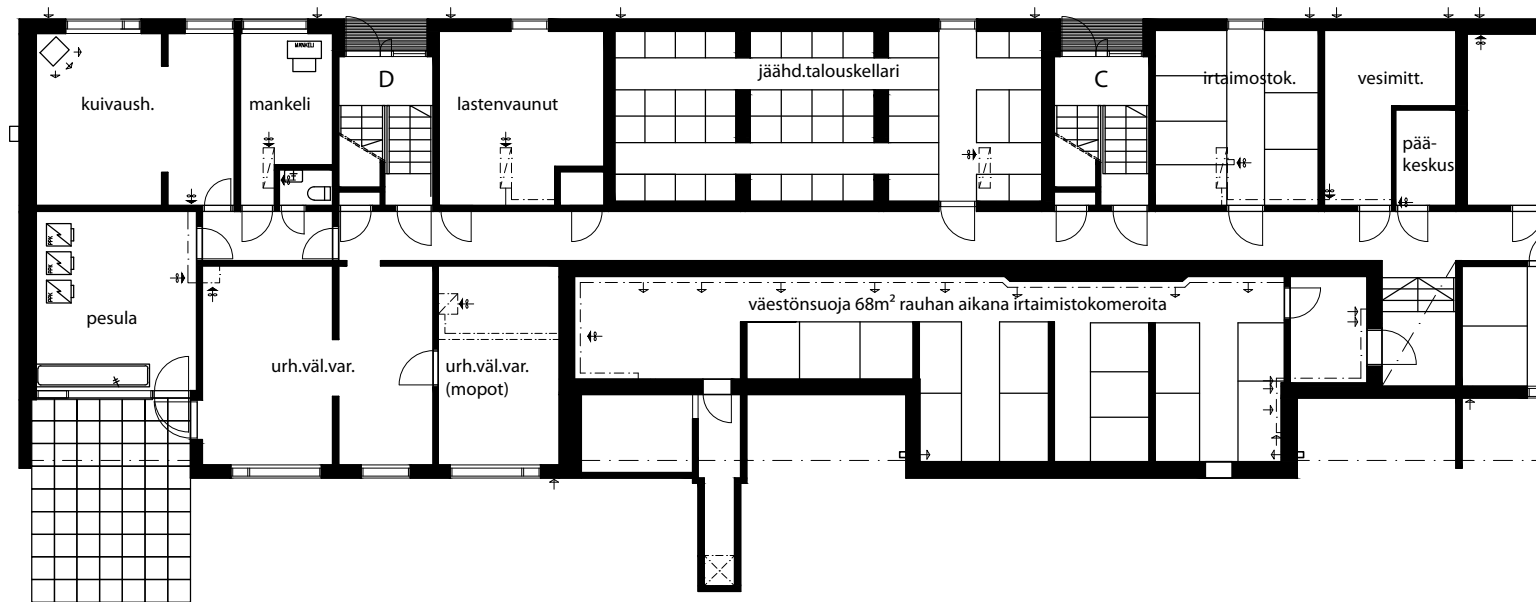 MANKELI
D
C
jäähd.talouskellari
irtaimostok.
vesimitt.
kuivaush.
mankeli
lastenvaunut
pää-
keskus
väestönsuoja 68m² rauhan aikana irtaimistokomeroita
pesula
urh.väl.var.
urh.väl.var.
(mopot)